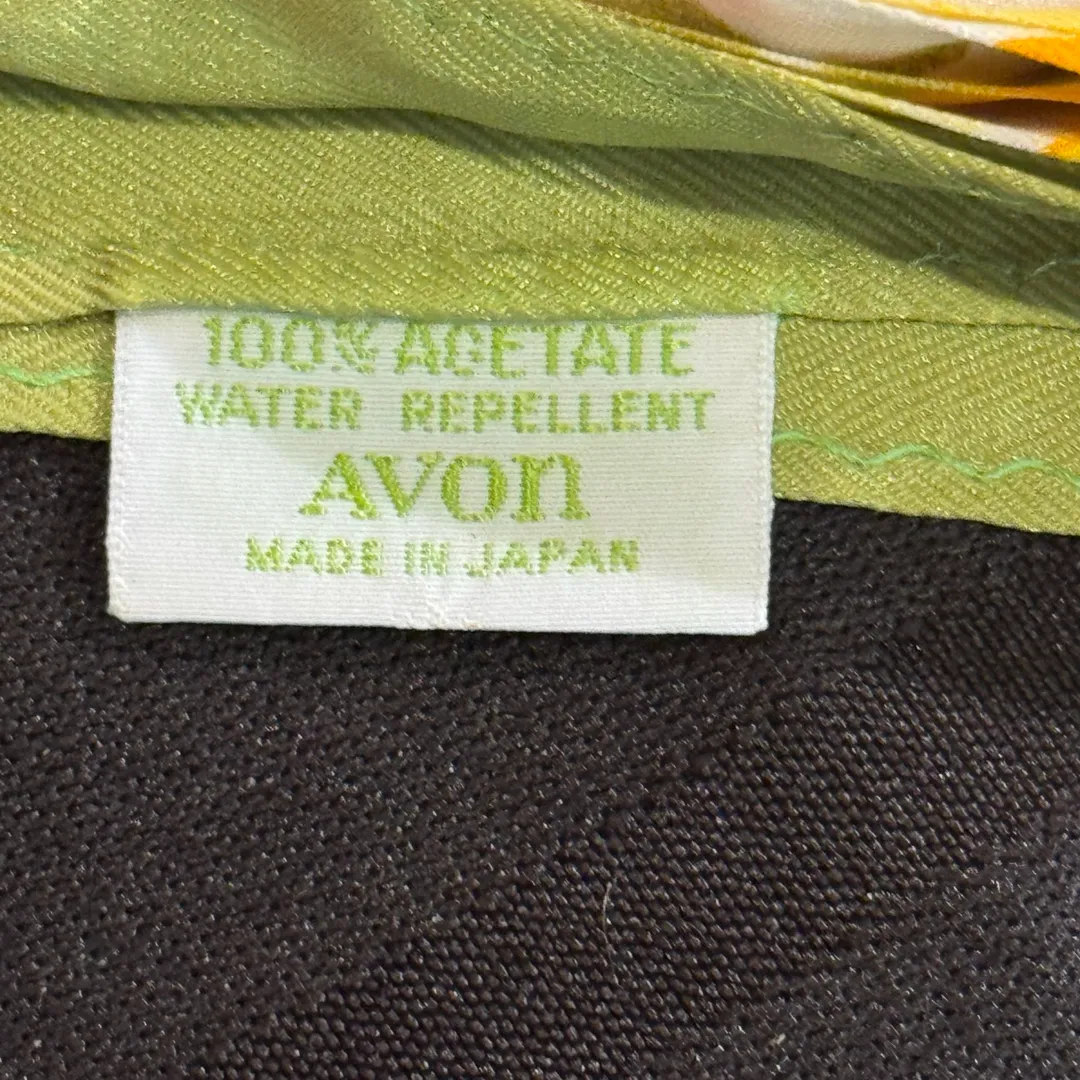 100% ACETATE
WATER REPELLENT
AVON
MADE IN JAPAN